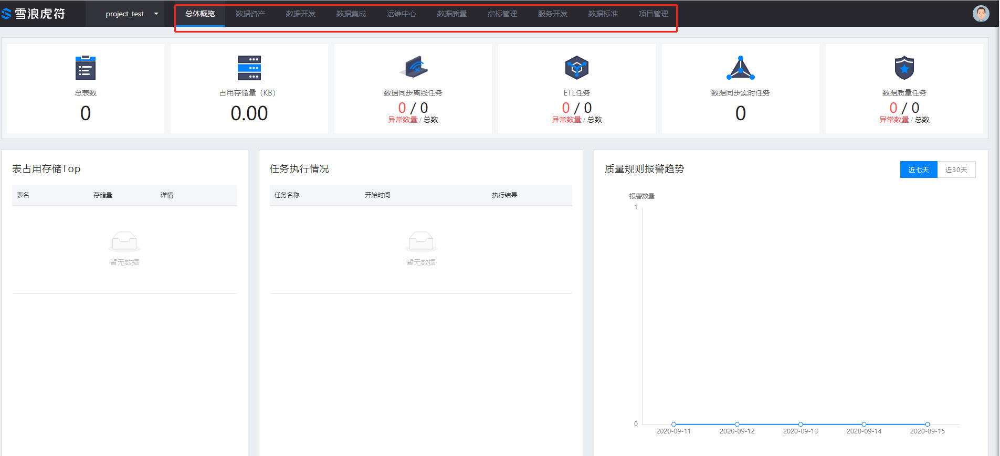 雪浪虎符 project_test 总体概览 数据资产 数据开发 数据集成 运维中心 数据质量 指标管理 服务开发 数据标准 项目管理
总表数
0
占用存储量（KB）
0.00
数据同步离线任务
0 / 0
异常数量 / 总数
ETL任务
0 / 0
异常数量 / 总数
数据同步实时任务
0
数据质量任务
0 / 0
异常数量 / 总数
表占用存储Top
表名 存储量 详情
暂无数据
任务执行情况
任务名称 开始时间 执行结果
暂无数据
质量规则报警趋势 近七天 近30天
报警数量
1
0
2020-09-11 2020-09-12 2020-09-13 2020-09-14 2020-09-15